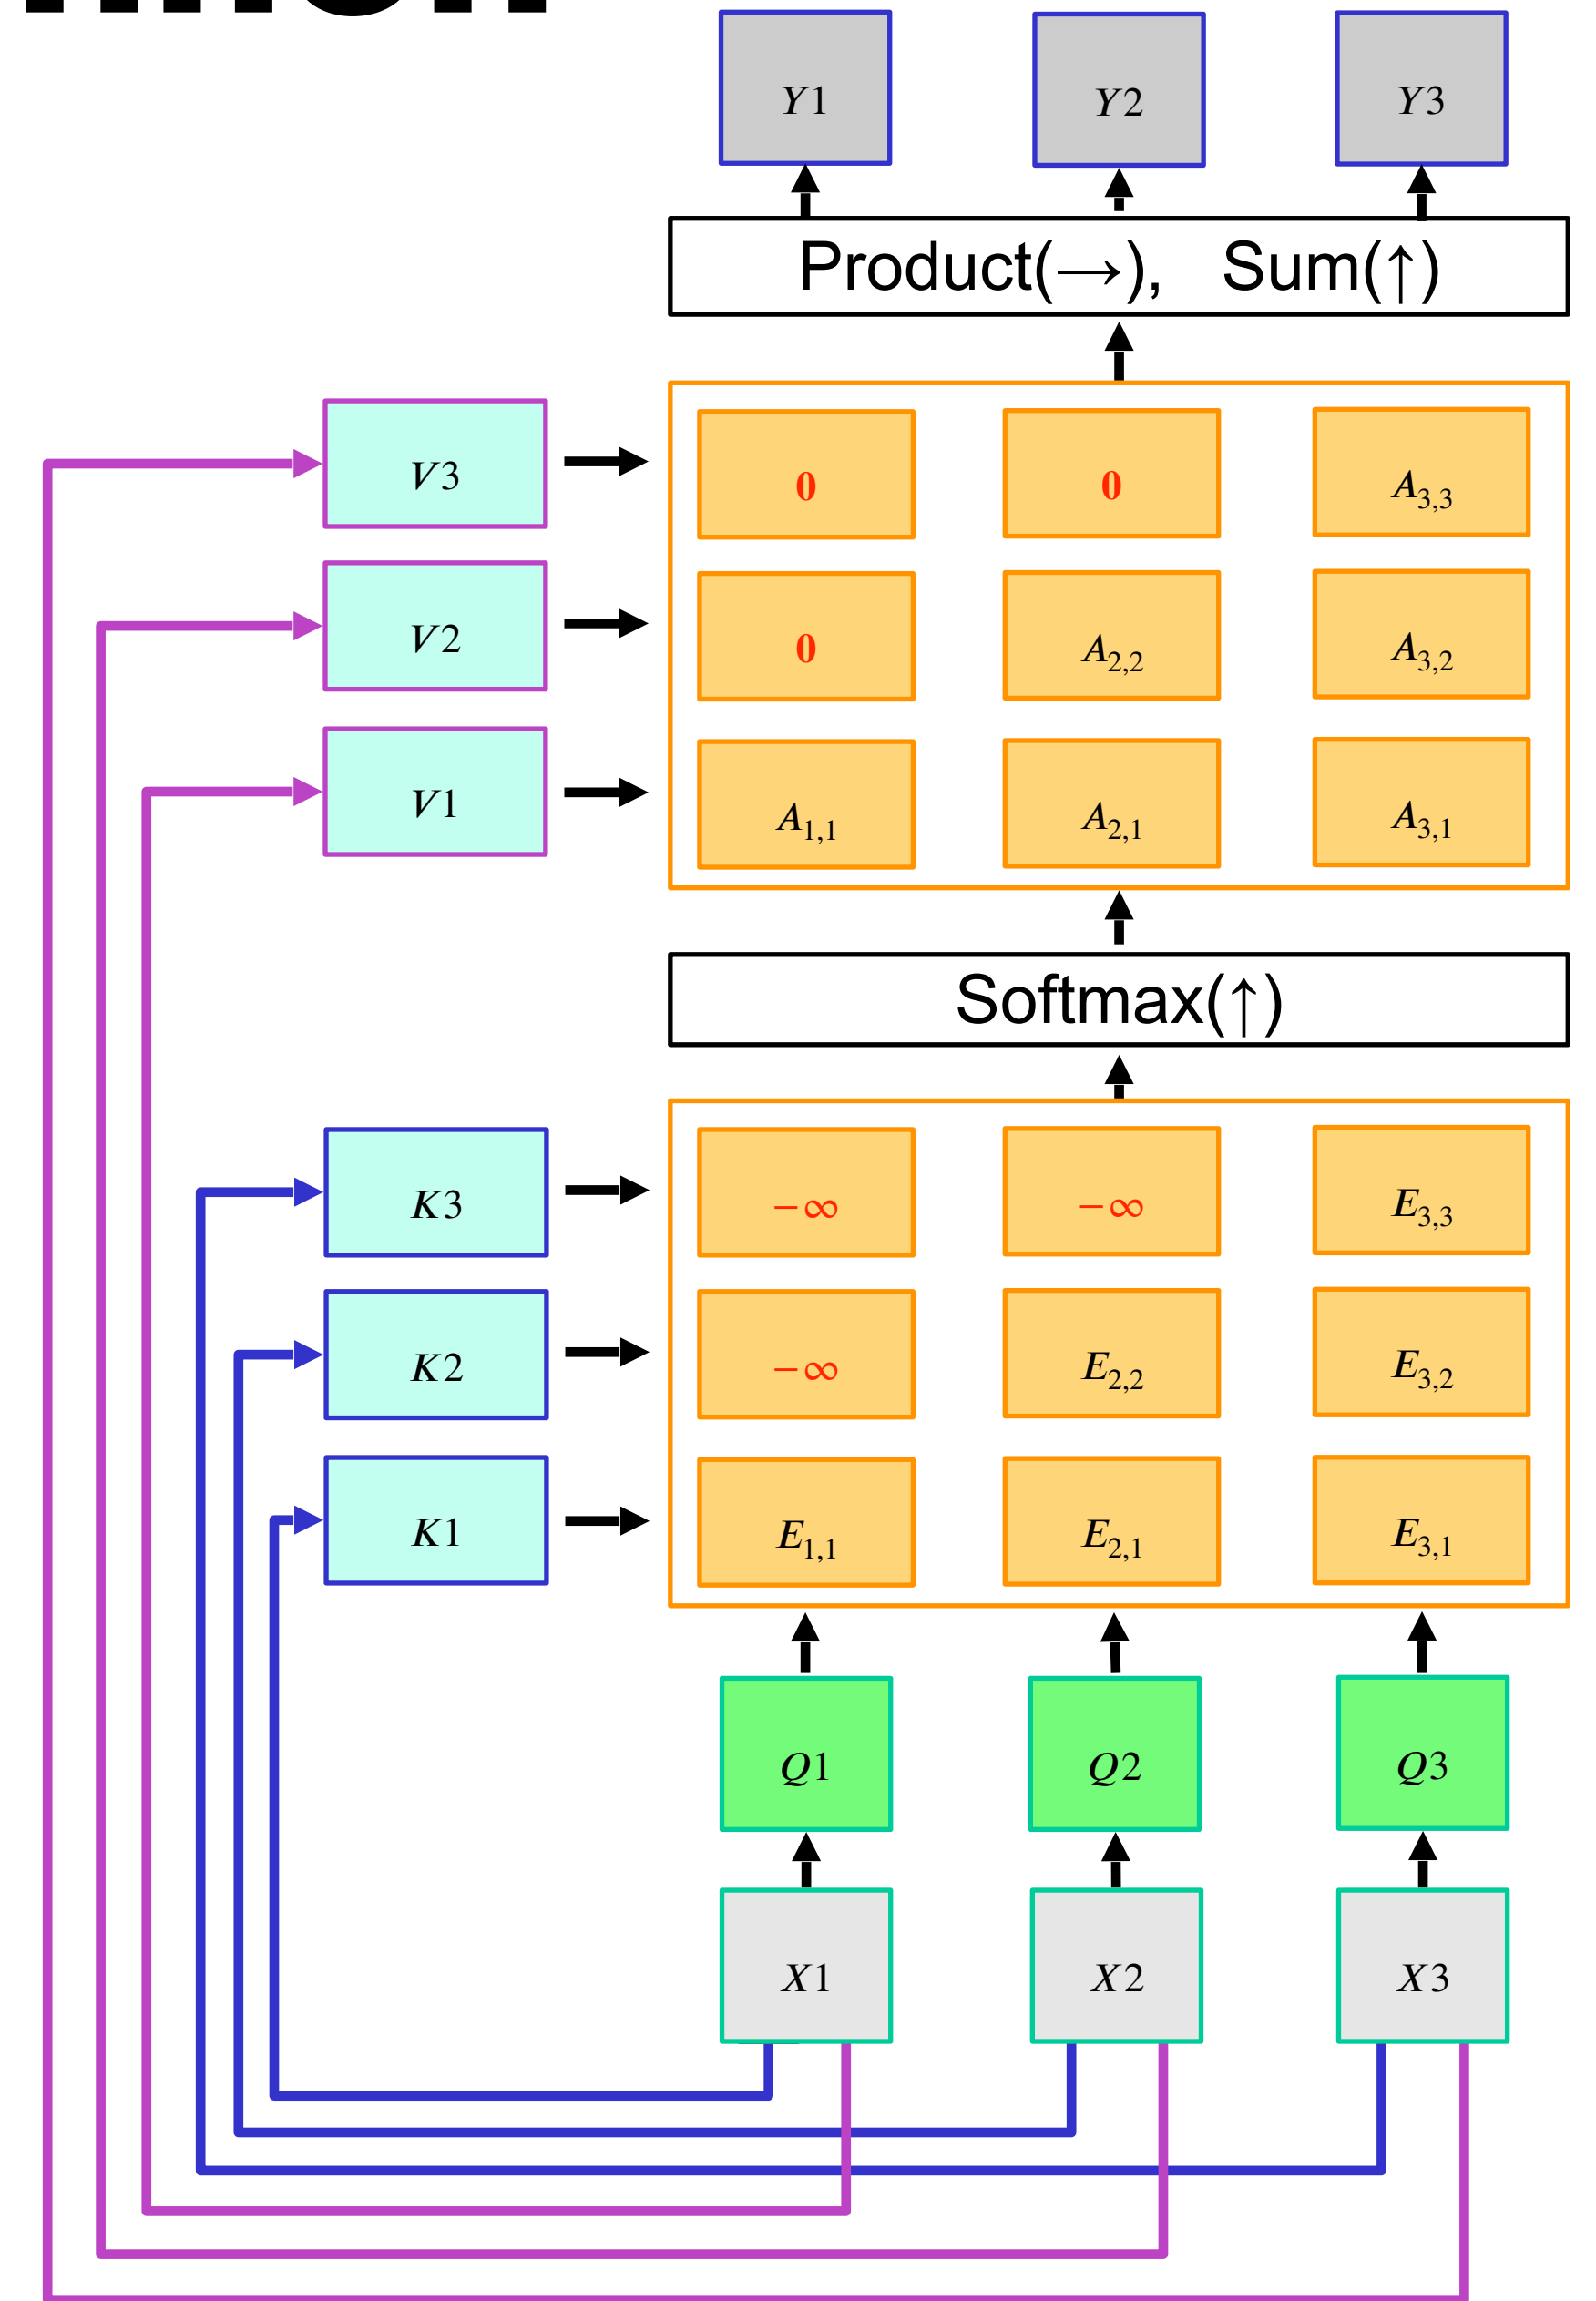 Y1 Y2 Y3
Product(→), Sum(↑)
V3 0 0 A3,3
V2 0 A2,2 A3,2
V1 A1,1 A2,1 A3,1
Softmax(↑)
K3 −∞ −∞ E3,3
K2 −∞ E2,2 E3,2
K1 E1,1 E2,1 E3,1
Q1 Q2 Q3
X1 X2 X3